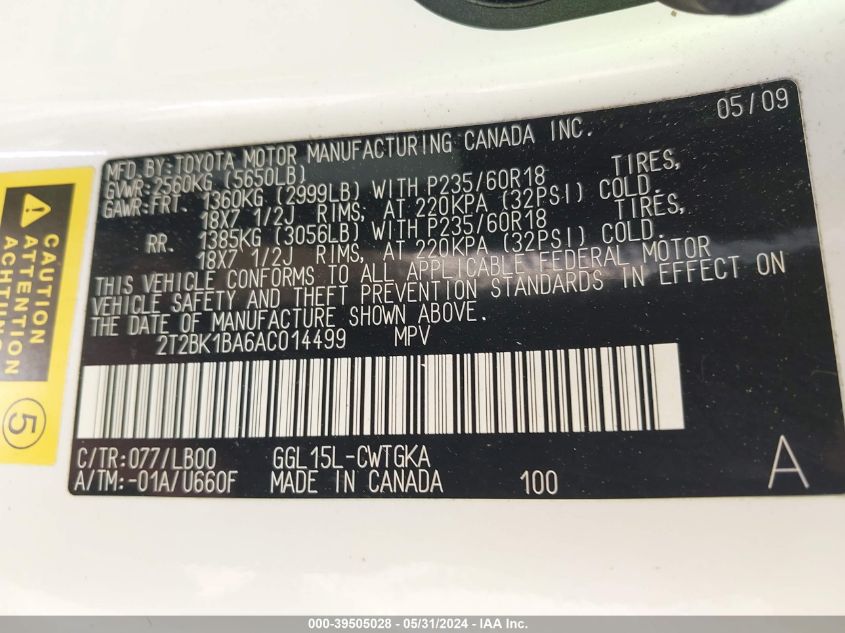 05/09
MFD. BY: TOYOTA MOTOR MANUFACTURING CANADA INC.
GVWR: 2560KG (5650LB)
GAWR: FRT. 1360KG (2999LB) WITH P235/60R18 TIRES,
18X7 1/2J RIMS, AT 220KPA (32PSI) COLD.
RR. 1385KG (3056LB) WITH P235/60R18 TIRES,
18X7 1/2J RIMS, AT 220KPA (32PSI) COLD.
THIS VEHICLE CONFORMS TO ALL APPLICABLE FEDERAL MOTOR
VEHICLE SAFETY AND THEFT PREVENTION STANDARDS IN EFFECT ON
THE DATE OF MANUFACTURE SHOWN ABOVE.
2T2BK1BA6AC014499 MPV
C/TR: 077/LB00 GGL15L-CWTGKA
A/TM: -01A/U660F MADE IN CANADA 100 A
CAUTION
ATTENTION
ACHTUNG
5
000-39505028 - 05/31/2024 - IAA Inc.